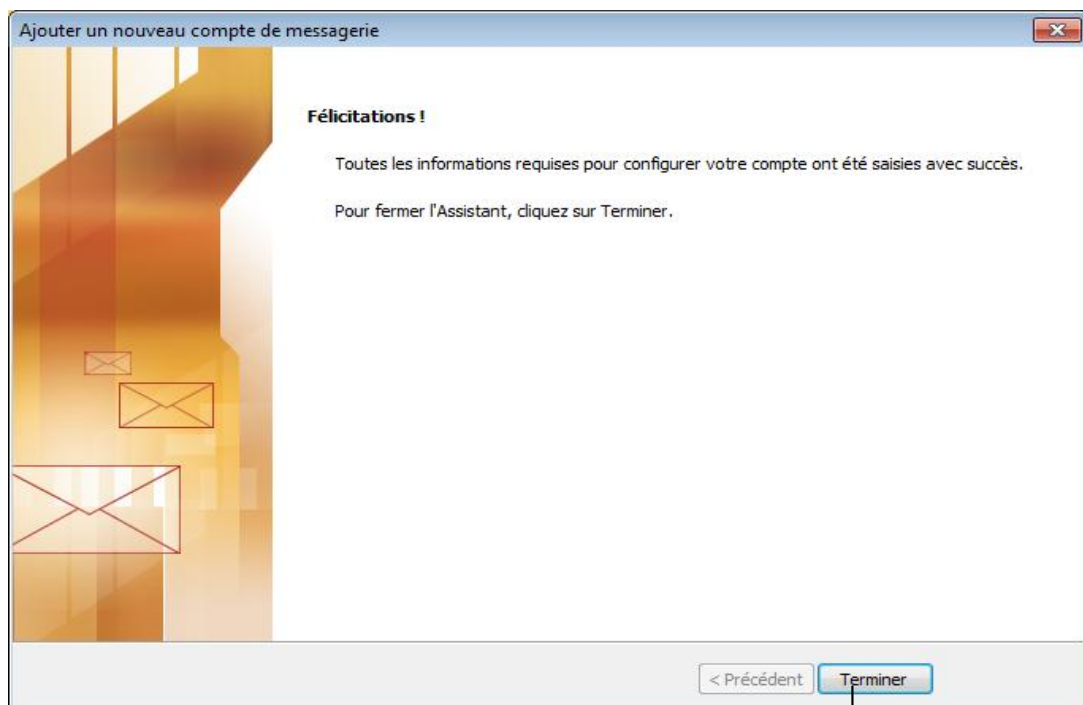 Ajouter un nouveau compte de messagerie
Félicitations !
Toutes les informations requises pour configurer votre compte ont été saisies avec succès.
Pour fermer l'Assistant, cliquez sur Terminer.
< Précédent
Terminer